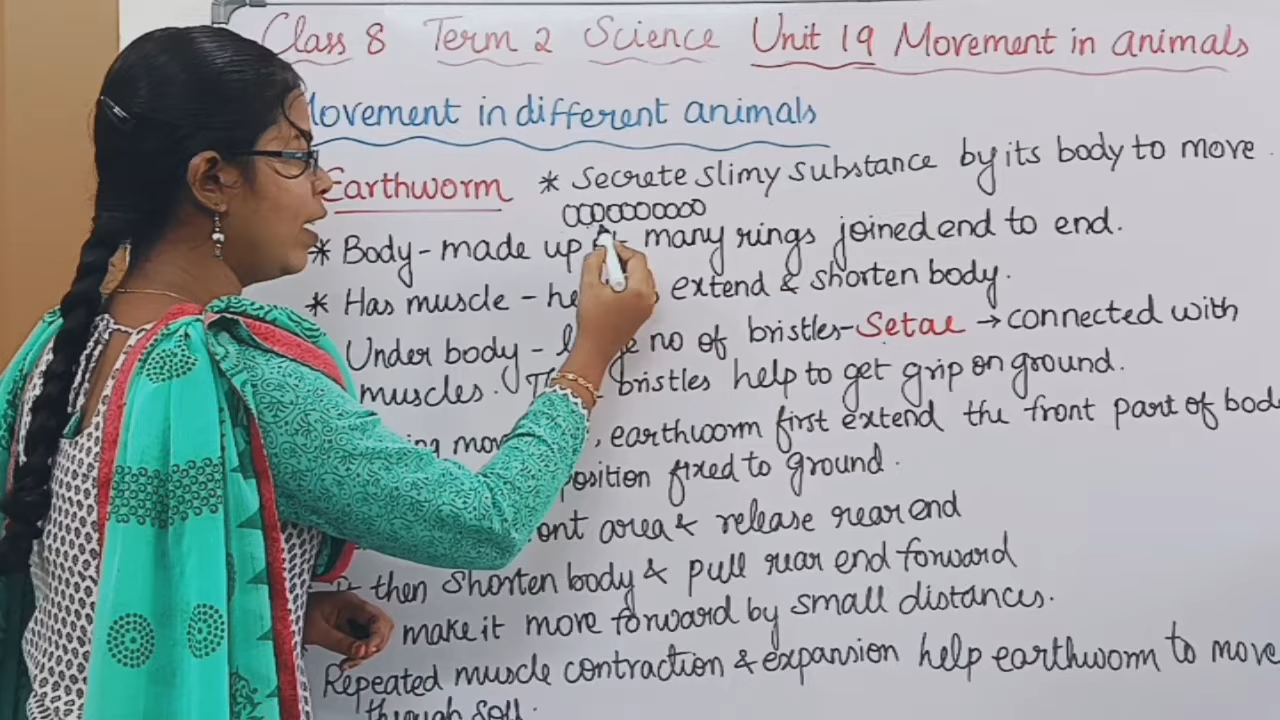 Class 8 Term 2 Science Unit 19 Movement in animals
Movement in different animals
Earthworm * Secrete slimy substance by its body to move.
* Body - made up of many rings joined end to end.
* Has muscle - extend & shorten body.
Under body - no of bristles - Setae → connected with
muscles. bristles help to get grip on ground.
earthworm first extend the front part of
position fixed to ground.
area & release rear end
then shorten body & pull rear end forward
make it move forward by small distances.
Repeated muscle contraction & expansion help earthworm to move
through soil.